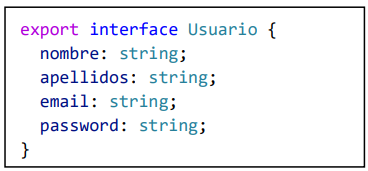 export interface Usuario {
  nombre: string;
  apellidos: string;
  email: string;
  password: string;
}